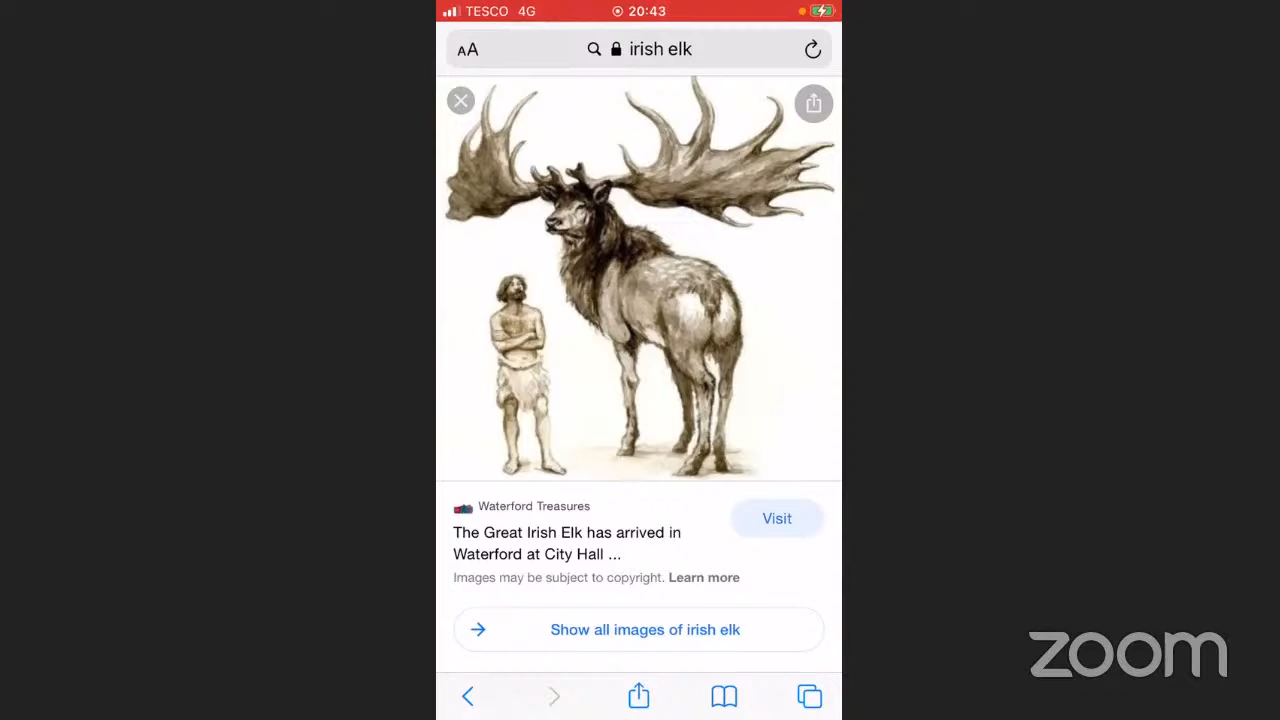 TESCO 4G 20:43
AA irish elk
Waterford Treasures
The Great Irish Elk has arrived in
Waterford at City Hall ...
Visit
Images may be subject to copyright. Learn more
Show all images of irish elk
zoom